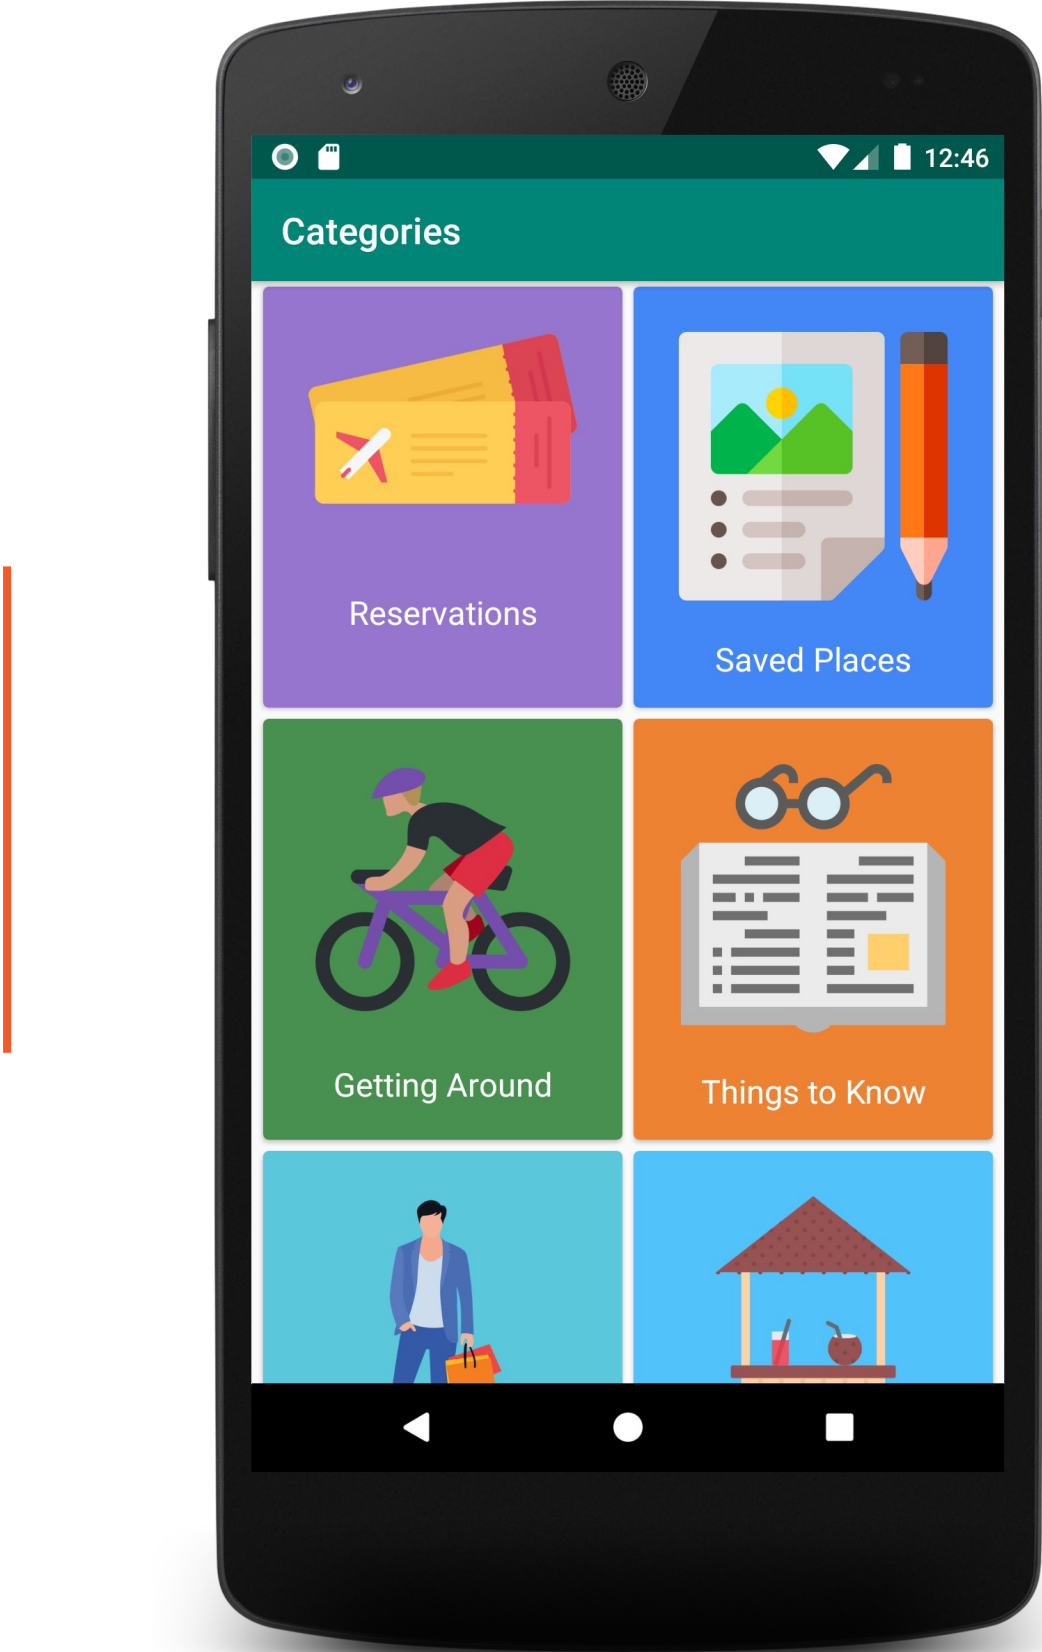 12:46
Categories
Reservations
Saved Places
Getting Around
Things to Know